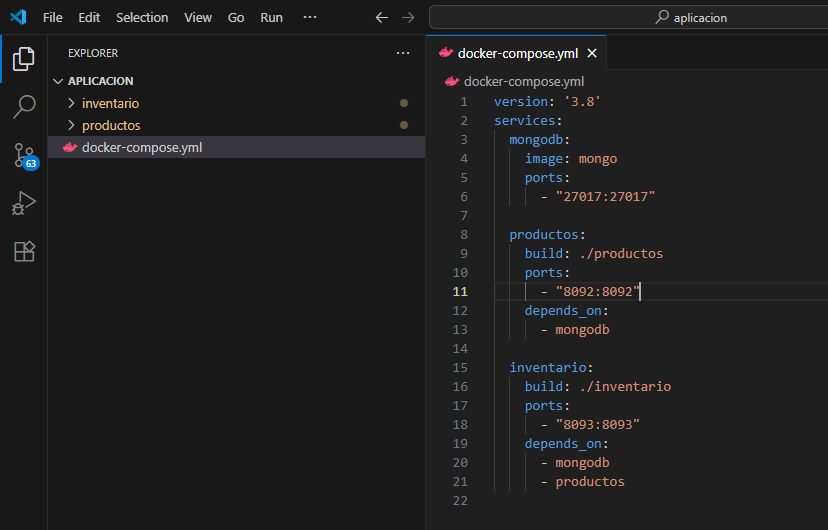 File Edit Selection View Go Run ···
aplicacion
EXPLORER
APLICACION
inventario
productos
docker-compose.yml
63
docker-compose.yml
docker-compose.yml
1 version: '3.8'
2 services:
3 mongodb:
4 image: mongo
5 ports:
6 - "27017:27017"
7
8 productos:
9 build: ./productos
10 ports:
11 - "8092:8092"
12 depends_on:
13 - mongodb
14
15 inventario:
16 build: ./inventario
17 ports:
18 - "8093:8093"
19 depends_on:
20 - mongodb
21 - productos
22